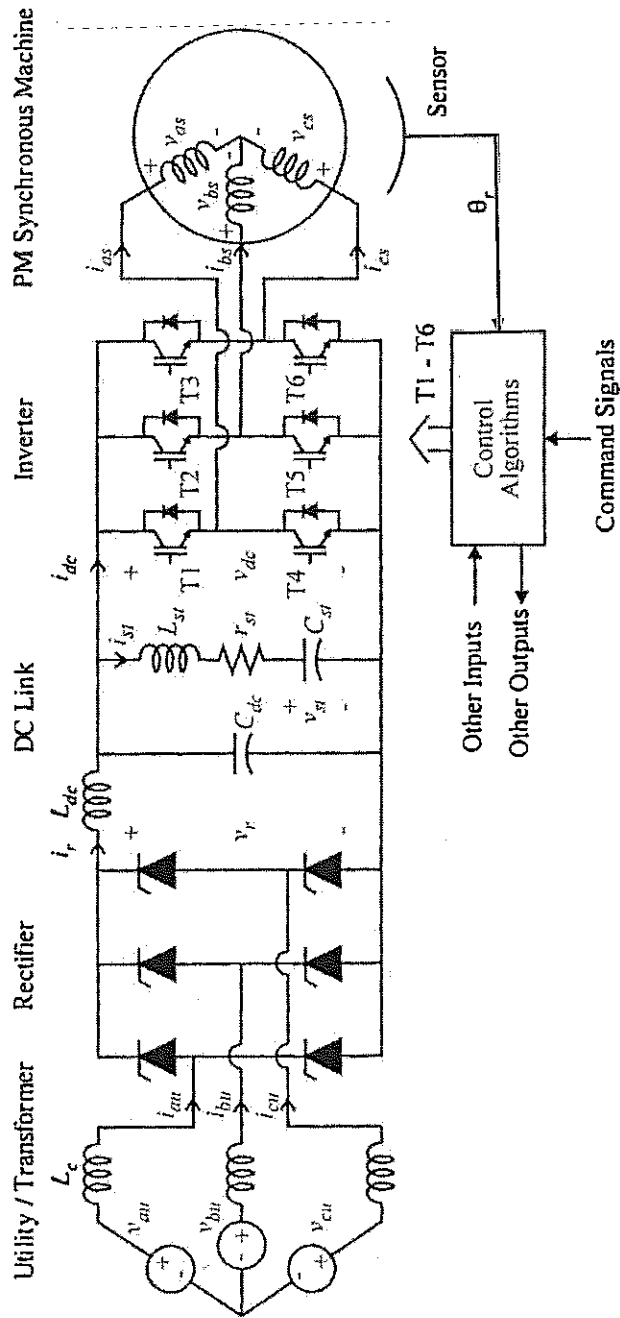 Utility / Transformer
Rectifier
DC Link
Inverter
PM Synchronous Machine
L_c
v_au
+
-
v_bu
- +
v_cu
+
-
i_au
i_bu
i_cu
i_r
L_dc
+
v_r
-
C_dc
i_st
L_st
r_st
C_st
+
v_st
-
i_dc
+
v_dc
-
T1
T2
T3
T4
T5
T6
i_as
i_bs
i_cs
+
v_as
-
+
v_bs
-
+
v_cs
-
Sensor
θ_r
T1 - T6
Control
Algorithms
Other Inputs
Other Outputs
Command Signals